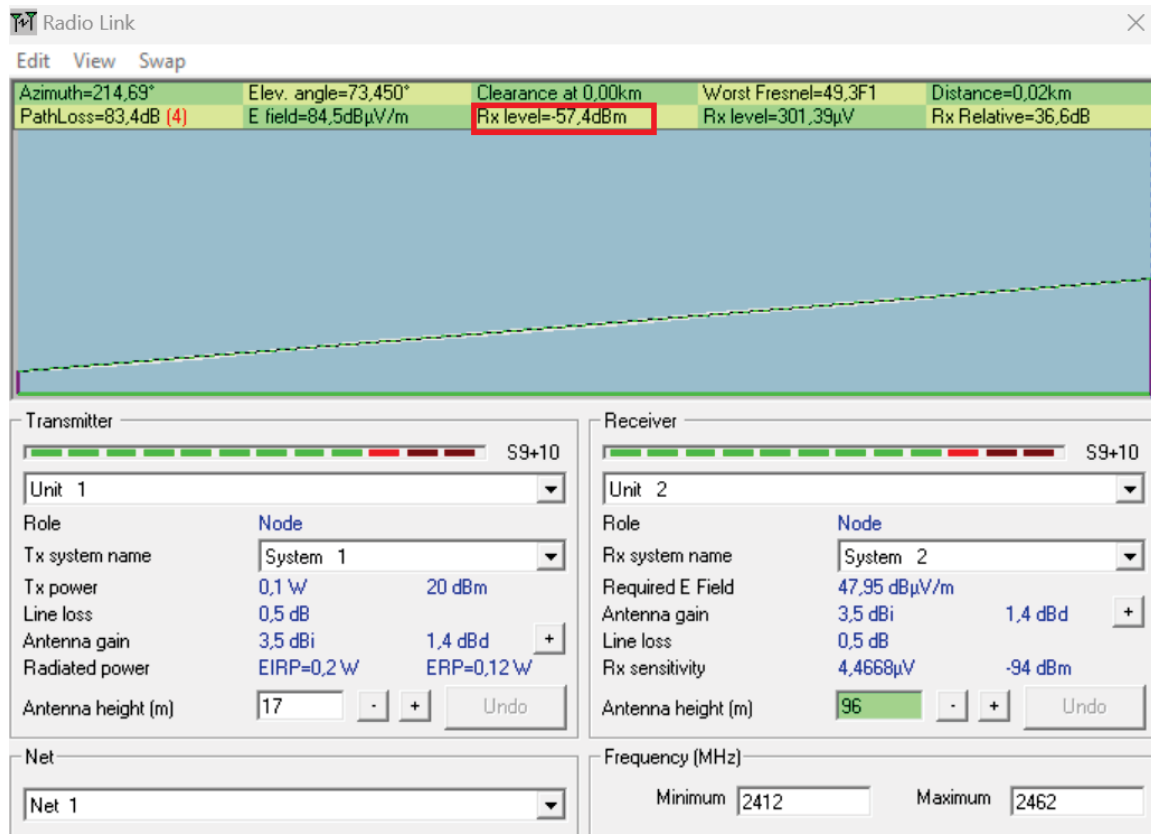 Radio Link
Edit View Swap
Azimuth=214,69° Elev. angle=73,450° Clearance at 0,00km Worst Fresnel=49,3F1 Distance=0,02km
PathLoss=83,4dB (4) E field=84,5dBµV/m Rx level=-57,4dBm Rx level=301,39µV Rx Relative=36,6dB
Transmitter
S9+10
Unit 1
Role Node
Tx system name System 1
Tx power 0,1 W 20 dBm
Line loss 0,5 dB
Antenna gain 3,5 dBi 1,4 dBd +
Radiated power EIRP=0,2 W ERP=0,12 W
Antenna height (m) 17 - + Undo
Net
Net 1
Receiver
S9+10
Unit 2
Role Node
Rx system name System 2
Required E Field 47,95 dBµV/m
Antenna gain 3,5 dBi 1,4 dBd +
Line loss 0,5 dB
Rx sensitivity 4,4668µV -94 dBm
Antenna height (m) 96 - + Undo
Frequency (MHz)
Minimum 2412 Maximum 2462